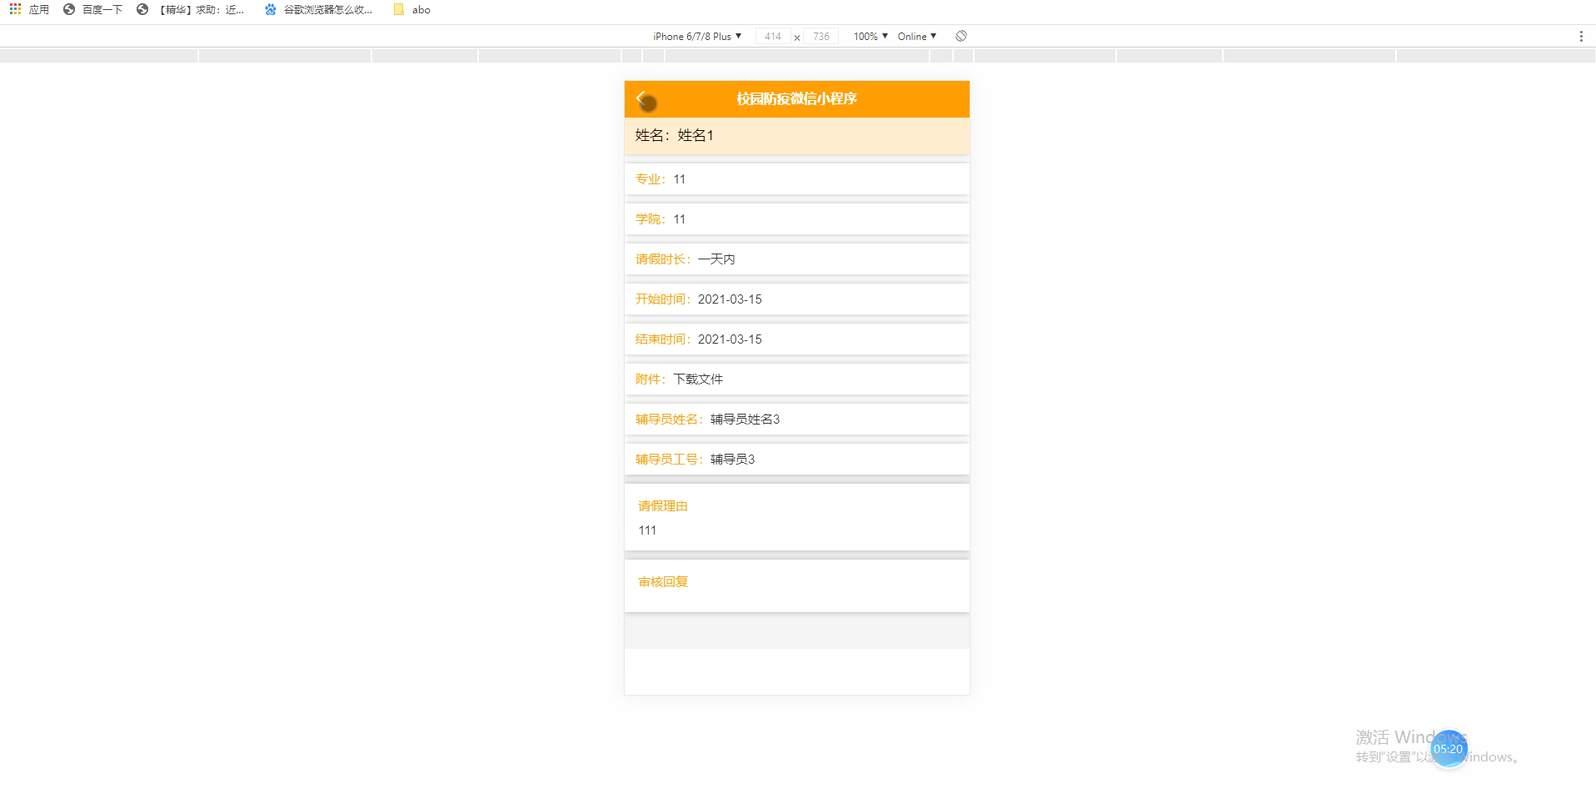 应用 百度一下 【精华】求助：近... 谷歌浏览器怎么收... abo
iPhone 6/7/8 Plus ▼ 414 x 736 100% ▼ Online ▼
校园防疫微信小程序
姓名：姓名1
专业：11
学院：11
请假时长：一天内
开始时间：2021-03-15
结束时间：2021-03-15
附件：下载文件
辅导员姓名：辅导员姓名3
辅导员工号：辅导员3
请假理由
111
审核回复
激活 Windows
05:20
转到"设置"以 Windows。